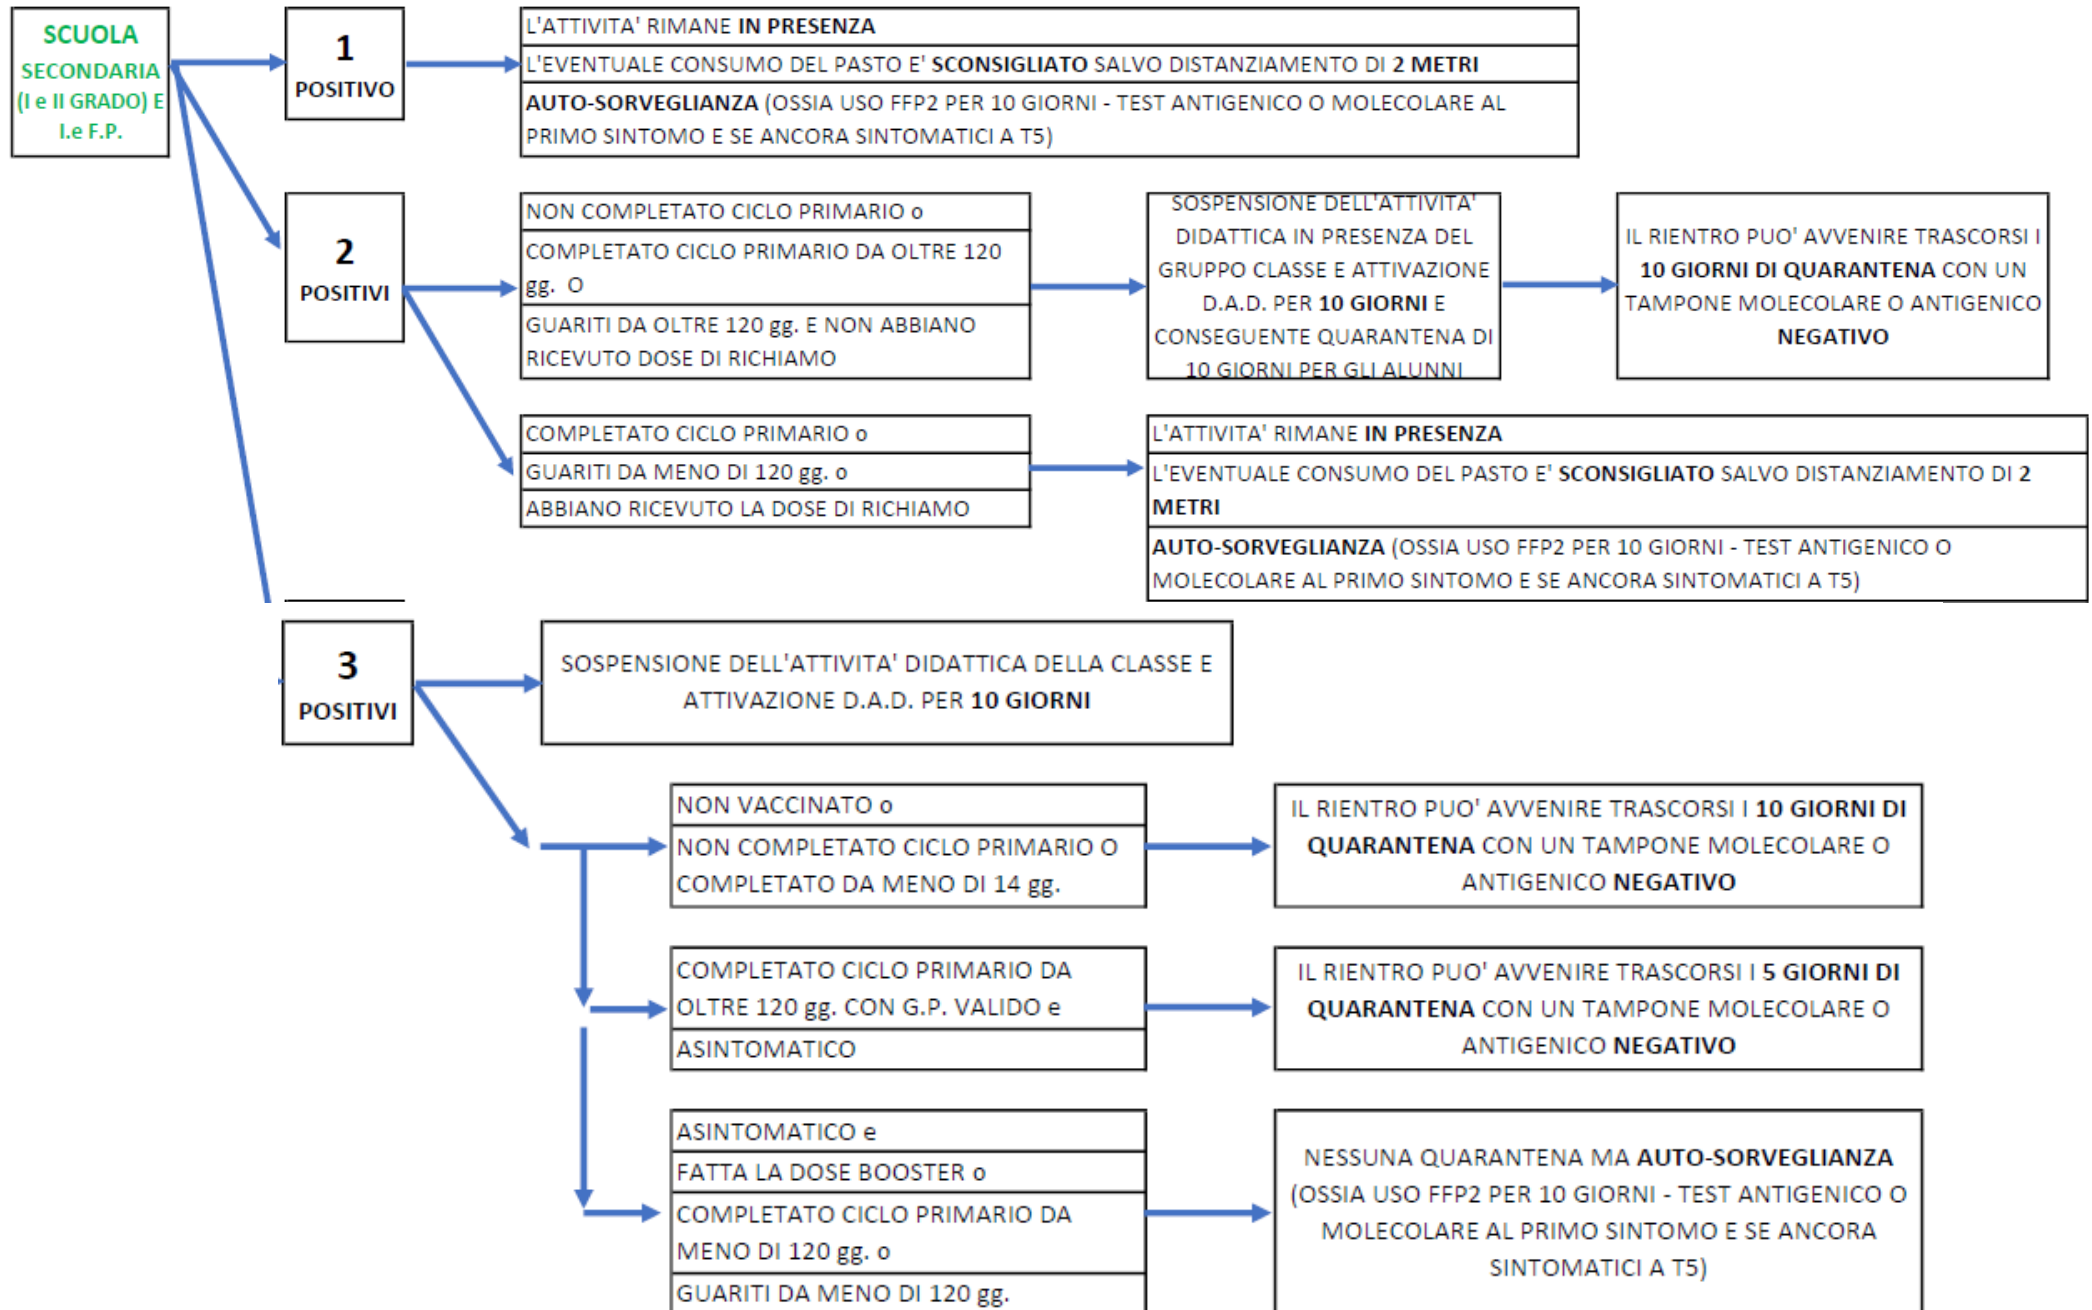 SCUOLA
SECONDARIA
(I e II GRADO) E
I.e F.P.
1
POSITIVO
L'ATTIVITA' RIMANE IN PRESENZA
L'EVENTUALE CONSUMO DEL PASTO E' SCONSIGLIATO SALVO DISTANZIAMENTO DI 2 METRI
AUTO-SORVEGLIANZA (OSSIA USO FFP2 PER 10 GIORNI - TEST ANTIGENICO O MOLECOLARE AL
PRIMO SINTOMO E SE ANCORA SINTOMATICI A T5)
2
POSITIVI
NON COMPLETATO CICLO PRIMARIO o
COMPLETATO CICLO PRIMARIO DA OLTRE 120
gg. O
GUARITI DA OLTRE 120 gg. E NON ABBIANO
RICEVUTO DOSE DI RICHIAMO
SOSPENSIONE DELL'ATTIVITA'
DIDATTICA IN PRESENZA DEL
GRUPPO CLASSE E ATTIVAZIONE
D.A.D. PER 10 GIORNI E
CONSEGUENTE QUARANTENA DI
10 GIORNI PER GLI ALUNNI
IL RIENTRO PUO' AVVENIRE TRASCORSI I
10 GIORNI DI QUARANTENA CON UN
TAMPONE MOLECOLARE O ANTIGENICO
NEGATIVO
COMPLETATO CICLO PRIMARIO o
GUARITI DA MENO DI 120 gg. o
ABBIANO RICEVUTO LA DOSE DI RICHIAMO
L'ATTIVITA' RIMANE IN PRESENZA
L'EVENTUALE CONSUMO DEL PASTO E' SCONSIGLIATO SALVO DISTANZIAMENTO DI 2
METRI
AUTO-SORVEGLIANZA (OSSIA USO FFP2 PER 10 GIORNI - TEST ANTIGENICO O
MOLECOLARE AL PRIMO SINTOMO E SE ANCORA SINTOMATICI A T5)
3
POSITIVI
SOSPENSIONE DELL'ATTIVITA' DIDATTICA DELLA CLASSE E
ATTIVAZIONE D.A.D. PER 10 GIORNI
NON VACCINATO o
NON COMPLETATO CICLO PRIMARIO O
COMPLETATO DA MENO DI 14 gg.
IL RIENTRO PUO' AVVENIRE TRASCORSI I 10 GIORNI DI
QUARANTENA CON UN TAMPONE MOLECOLARE O
ANTIGENICO NEGATIVO
COMPLETATO CICLO PRIMARIO DA
OLTRE 120 gg. CON G.P. VALIDO e
ASINTOMATICO
IL RIENTRO PUO' AVVENIRE TRASCORSI I 5 GIORNI DI
QUARANTENA CON UN TAMPONE MOLECOLARE O
ANTIGENICO NEGATIVO
ASINTOMATICO e
FATTA LA DOSE BOOSTER o
COMPLETATO CICLO PRIMARIO DA
MENO DI 120 gg. o
GUARITI DA MENO DI 120 gg.
NESSUNA QUARANTENA MA AUTO-SORVEGLIANZA
(OSSIA USO FFP2 PER 10 GIORNI - TEST ANTIGENICO O
MOLECOLARE AL PRIMO SINTOMO E SE ANCORA
SINTOMATICI A T5)